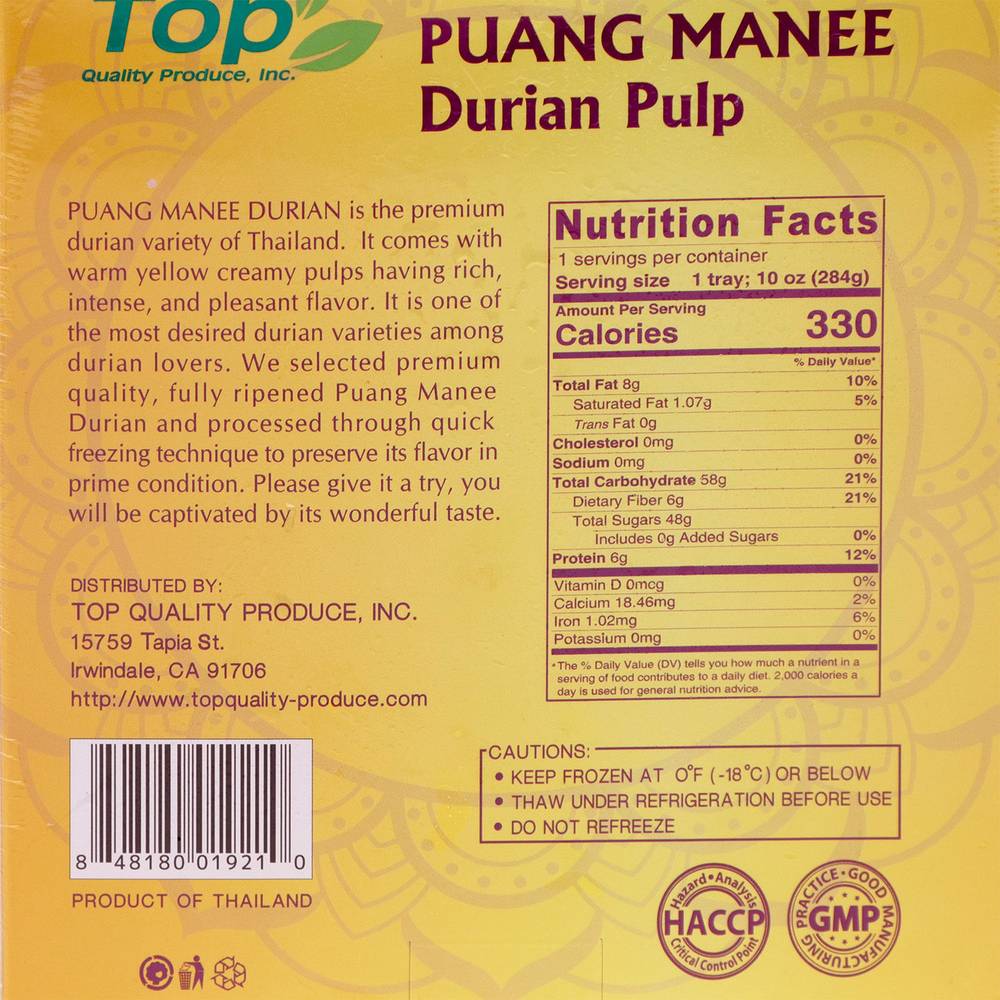 Top
Quality Produce, Inc.
PUANG MANEE
Durian Pulp
PUANG MANEE DURIAN is the premium
durian variety of Thailand. It comes with
warm yellow creamy pulps having rich,
intense, and pleasant flavor. It is one of
the most desired durian varieties among
durian lovers. We selected premium
quality, fully ripened Puang Manee
Durian and processed through quick
freezing technique to preserve its flavor in
prime condition. Please give it a try, you
will be captivated by its wonderful taste.
DISTRIBUTED BY:
TOP QUALITY PRODUCE, INC.
15759 Tapia St.
Irwindale, CA 91706
http://www.topquality-produce.com
8 48180 01921 0
PRODUCT OF THAILAND
Nutrition Facts
1 servings per container
Serving size 1 tray; 10 oz (284g)
Amount Per Serving
Calories 330
% Daily Value*
Total Fat 8g 10%
Saturated Fat 1.07g 5%
Trans Fat 0g
Cholesterol 0mg 0%
Sodium 0mg 0%
Total Carbohydrate 58g 21%
Dietary Fiber 6g 21%
Total Sugars 48g
Includes 0g Added Sugars 0%
Protein 6g 12%
Vitamin D 0mcg 0%
Calcium 18.46mg 2%
Iron 1.02mg 6%
Potassium 0mg 0%
*The % Daily Value (DV) tells you how much a nutrient in a
serving of food contributes to a daily diet. 2,000 calories a
day is used for general nutrition advice.
CAUTIONS:
• KEEP FROZEN AT 0°F (-18°C) OR BELOW
• THAW UNDER REFRIGERATION BEFORE USE
• DO NOT REFREEZE
Hazard • Analysis
HACCP
Critical Control Point
GOOD MANUFACTURING PRACTICE
GMP